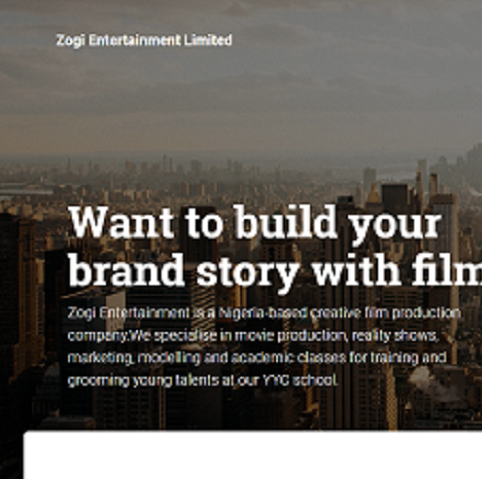 Zogi Entertainment Limited
Want to build your
brand story with film
Zogi Entertainment is a Nigeria-based creative film production
company.We specialise in movie production, reality shows,
marketing, modelling and academic classes for training and
grooming young talents at our YYC school.